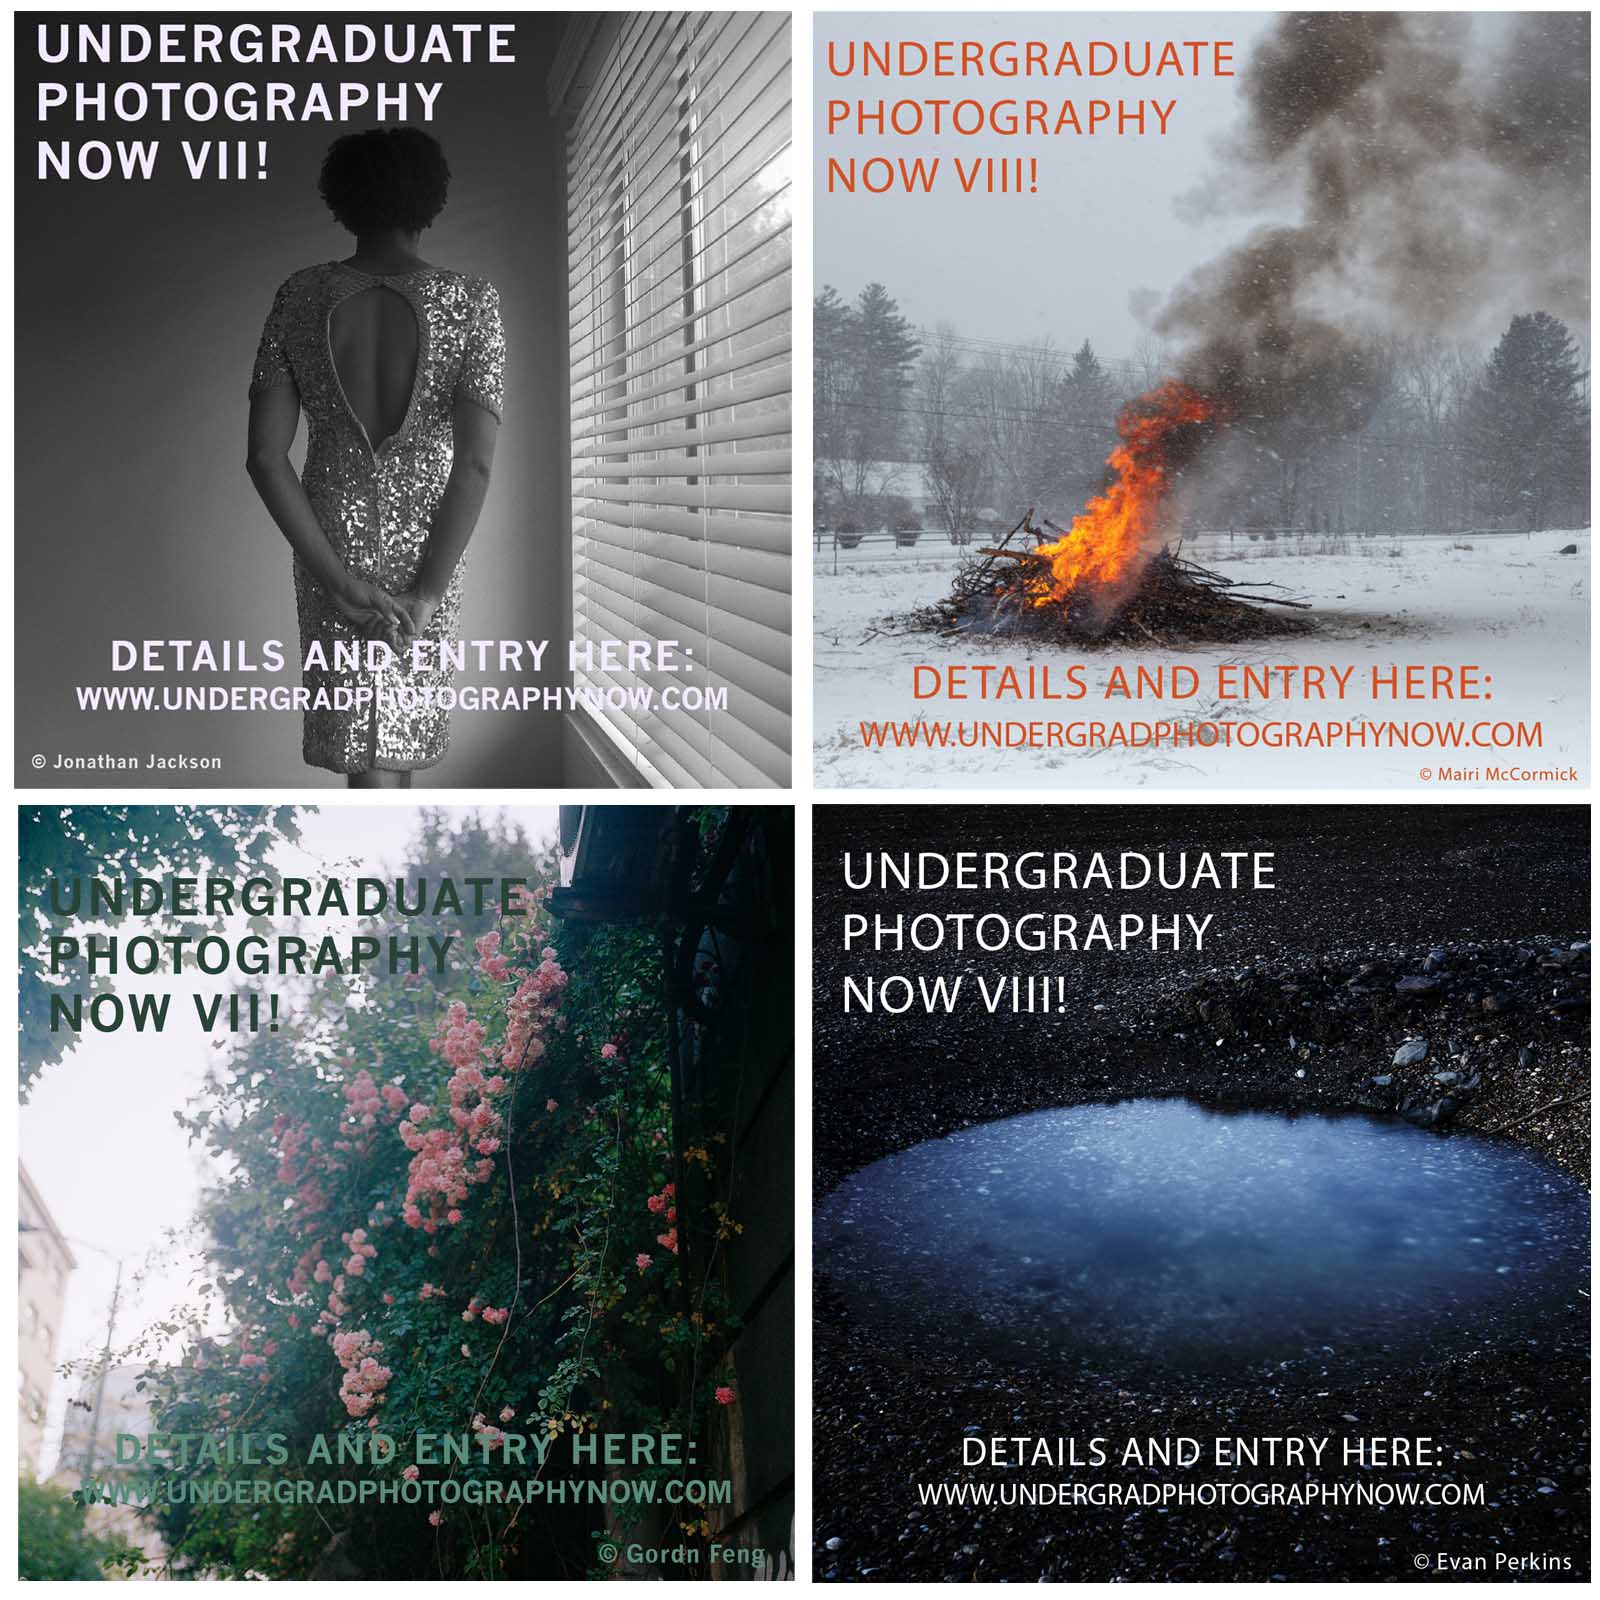 UNDERGRADUATE
PHOTOGRAPHY
NOW VII!
DETAILS AND ENTRY HERE:
WWW.UNDERGRADPHOTOGRAPHYNOW.COM
© Jonathan Jackson
UNDERGRADUATE
PHOTOGRAPHY
NOW VIII!
DETAILS AND ENTRY HERE:
WWW.UNDERGRADPHOTOGRAPHYNOW.COM
© Mairi McCormick
UNDERGRADUATE
PHOTOGRAPHY
NOW VII!
DETAILS AND ENTRY HERE:
WWW.UNDERGRADPHOTOGRAPHYNOW.COM
© Gordn Feng
UNDERGRADUATE
PHOTOGRAPHY
NOW VIII!
DETAILS AND ENTRY HERE:
WWW.UNDERGRADPHOTOGRAPHYNOW.COM
© Evan Perkins